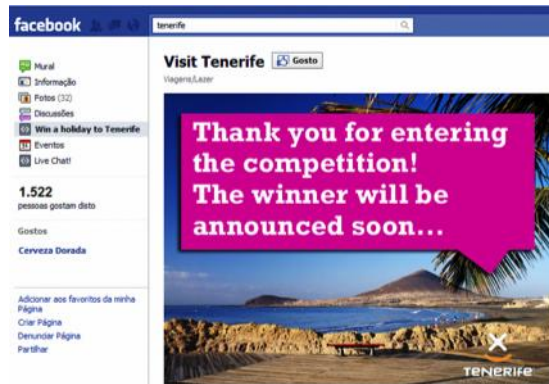 facebook
tenerife
Visit Tenerife
Gosto
Viagens/Lazer
Mural
Informação
Fotos (32)
Discussões
Win a holiday to Tenerife
Eventos
Live Chat!
1.522
pessoas gostam disto
Gostos
Cerveza Dorada
Adicionar aos favoritos da minha
Página
Criar Página
Denunciar Página
Partilhar
Thank you for entering
the competition!
The winner will be
announced soon...
TENERIFE